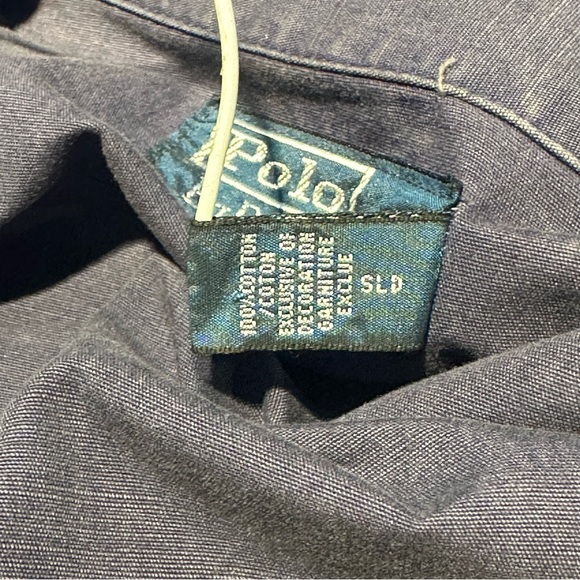 Polo
100% COTTON
/COTON
EXCLUSIVE OF
DECORATION
GARNITURE
EXCLUE
SLD